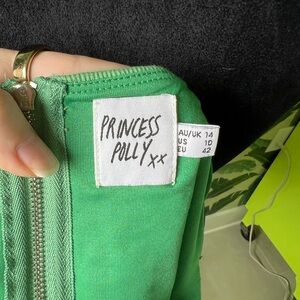 PRINCESS
POLLY xx
AU/UK 14
US 10
EU 42